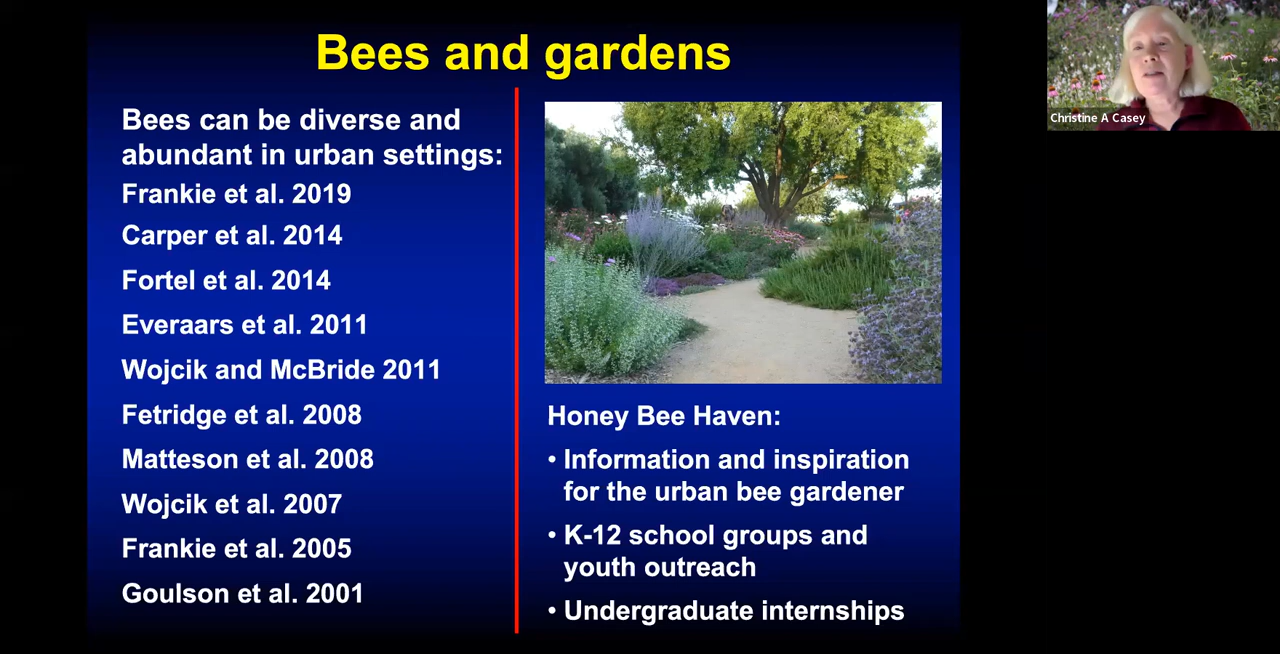 Bees and gardens
Bees can be diverse and
abundant in urban settings:
Frankie et al. 2019
Carper et al. 2014
Fortel et al. 2014
Everaars et al. 2011
Wojcik and McBride 2011
Fetridge et al. 2008
Matteson et al. 2008
Wojcik et al. 2007
Frankie et al. 2005
Goulson et al. 2001
Honey Bee Haven:
• Information and inspiration
for the urban bee gardener
• K-12 school groups and
youth outreach
• Undergraduate internships
Christine A Casey